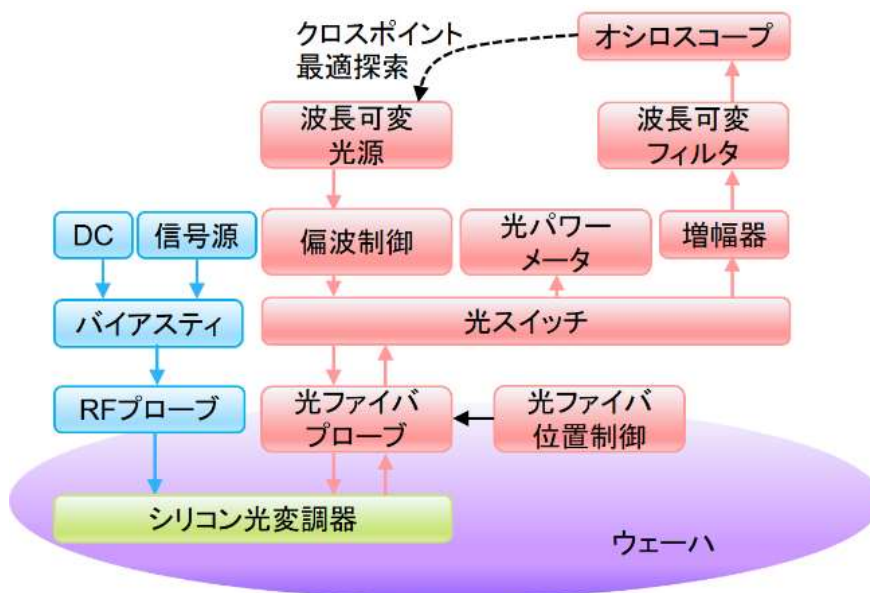 クロスポイント
最適探索
オシロスコープ
波長可変
光源
波長可変
フィルタ
DC
信号源
偏波制御
光パワー
メータ
増幅器
バイアスティ
光スイッチ
RFプローブ
光ファイバ
プローブ
光ファイバ
位置制御
シリコン光変調器
ウェーハ